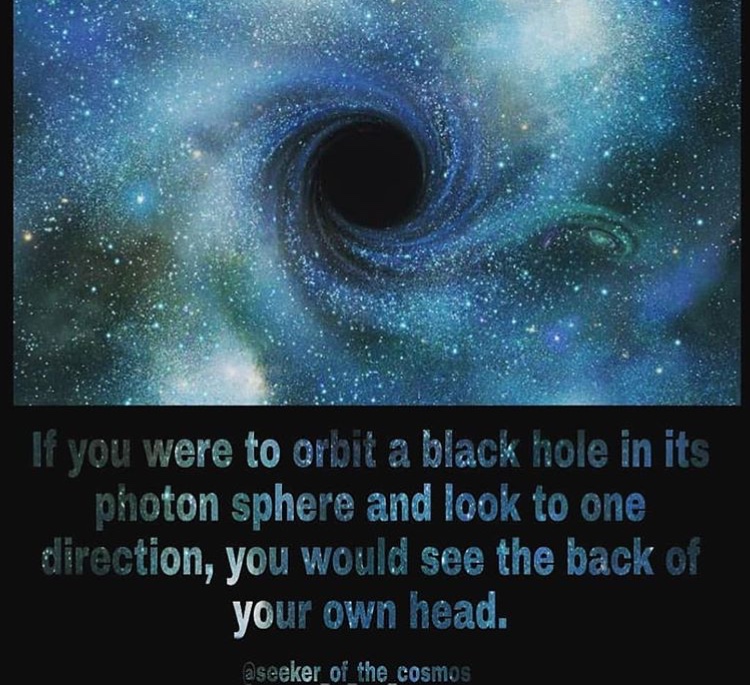 If you were to orbit a black hole in its
photon sphere and look to one
direction, you would see the back of
your own head.
@seeker_of_the_cosmos